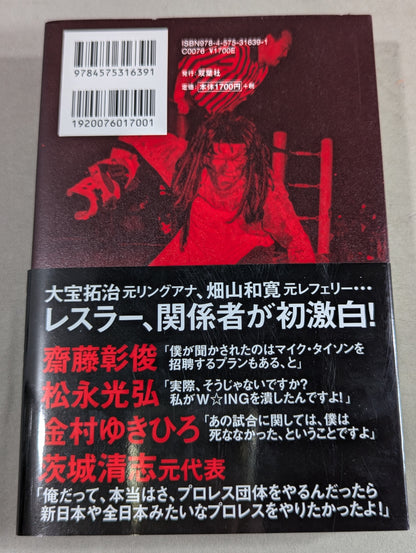 ISBN978-4-575-31639-1
C0076 ¥1700E
9784575316391
発行:双葉社
定価:本体1700円+税
1920076017001
大宝拓治 元リングアナ、畑山和寛 元レフェリー…
レスラー、関係者が初激白!
齋藤彰俊「僕が聞かされたのはマイク・タイソンを
招聘するプランもある、と」
松永光弘「実際、そうじゃないですか?
私がW☆INGを潰したんですよ!」
金村ゆきひろ「あの試合に関しては、僕は
死ななかった、ということですよ」
茨城清志元代表
「俺だって、本当はさ、プロレス団体をやるんだったら
新日本や全日本みたいなプロレスをやりたかったよ!」